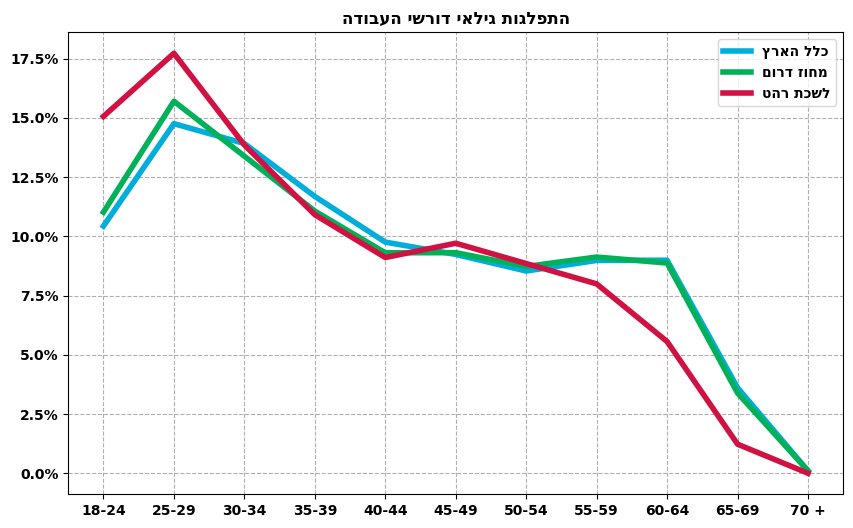 התפלגות גילאי דורשי העבודה
כלל הארץ
מחוז דרום
לשכת רהט
17.5%
15.0%
12.5%
10.0%
7.5%
5.0%
2.5%
0.0%
18-24 25-29 30-34 35-39 40-44 45-49 50-54 55-59 60-64 65-69 70 +